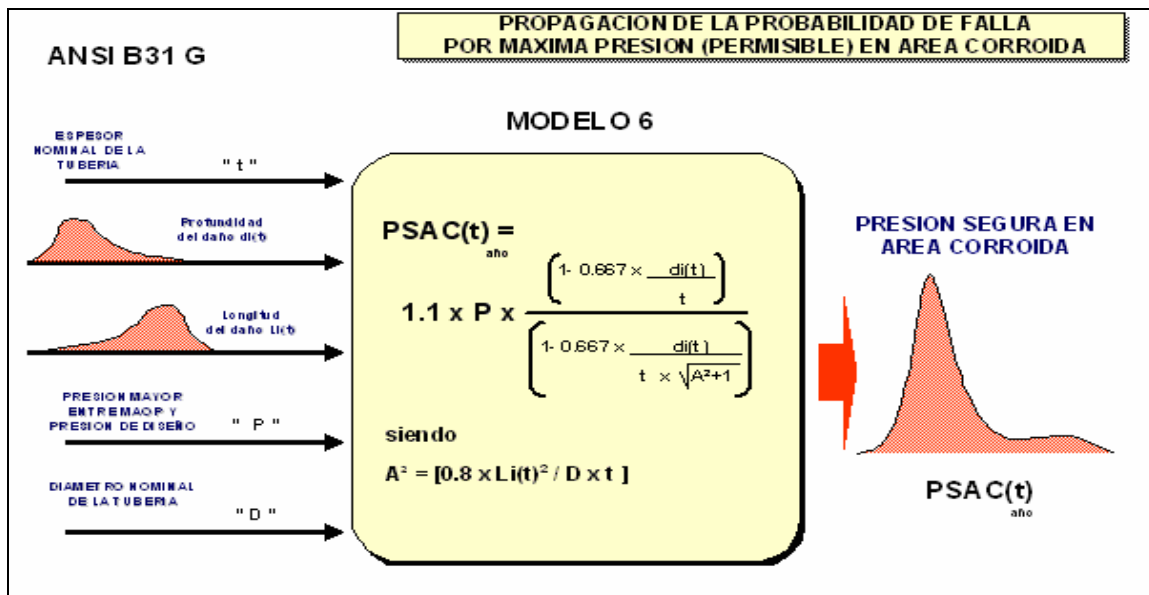 PROPAGACION DE LA PROBABILIDAD DE FALLA
POR MAXIMA PRESION (PERMISIBLE) EN AREA CORROIDA
ANSI B31 G
MODELO 6
ESPESOR
NOMINAL DE LA
TUBERIA
" t "
Profundidad
del daño di(t)
Longitud
del daño Li(t)
PRESION MAYOR
ENTRE MAOP Y
PRESION DE DISEÑO
" P "
DIAMETRO NOMINAL
DE LA TUBERIA
" D "
PSAC(t) =
año
1.1 x P x
1- 0.667 x di(t)
t
1- 0.667 x di(t)
t x √A²+1
siendo
A² = [0.8 x Li(t)² / D x t ]
PRESION SEGURA EN
AREA CORROIDA
PSAC(t)
año